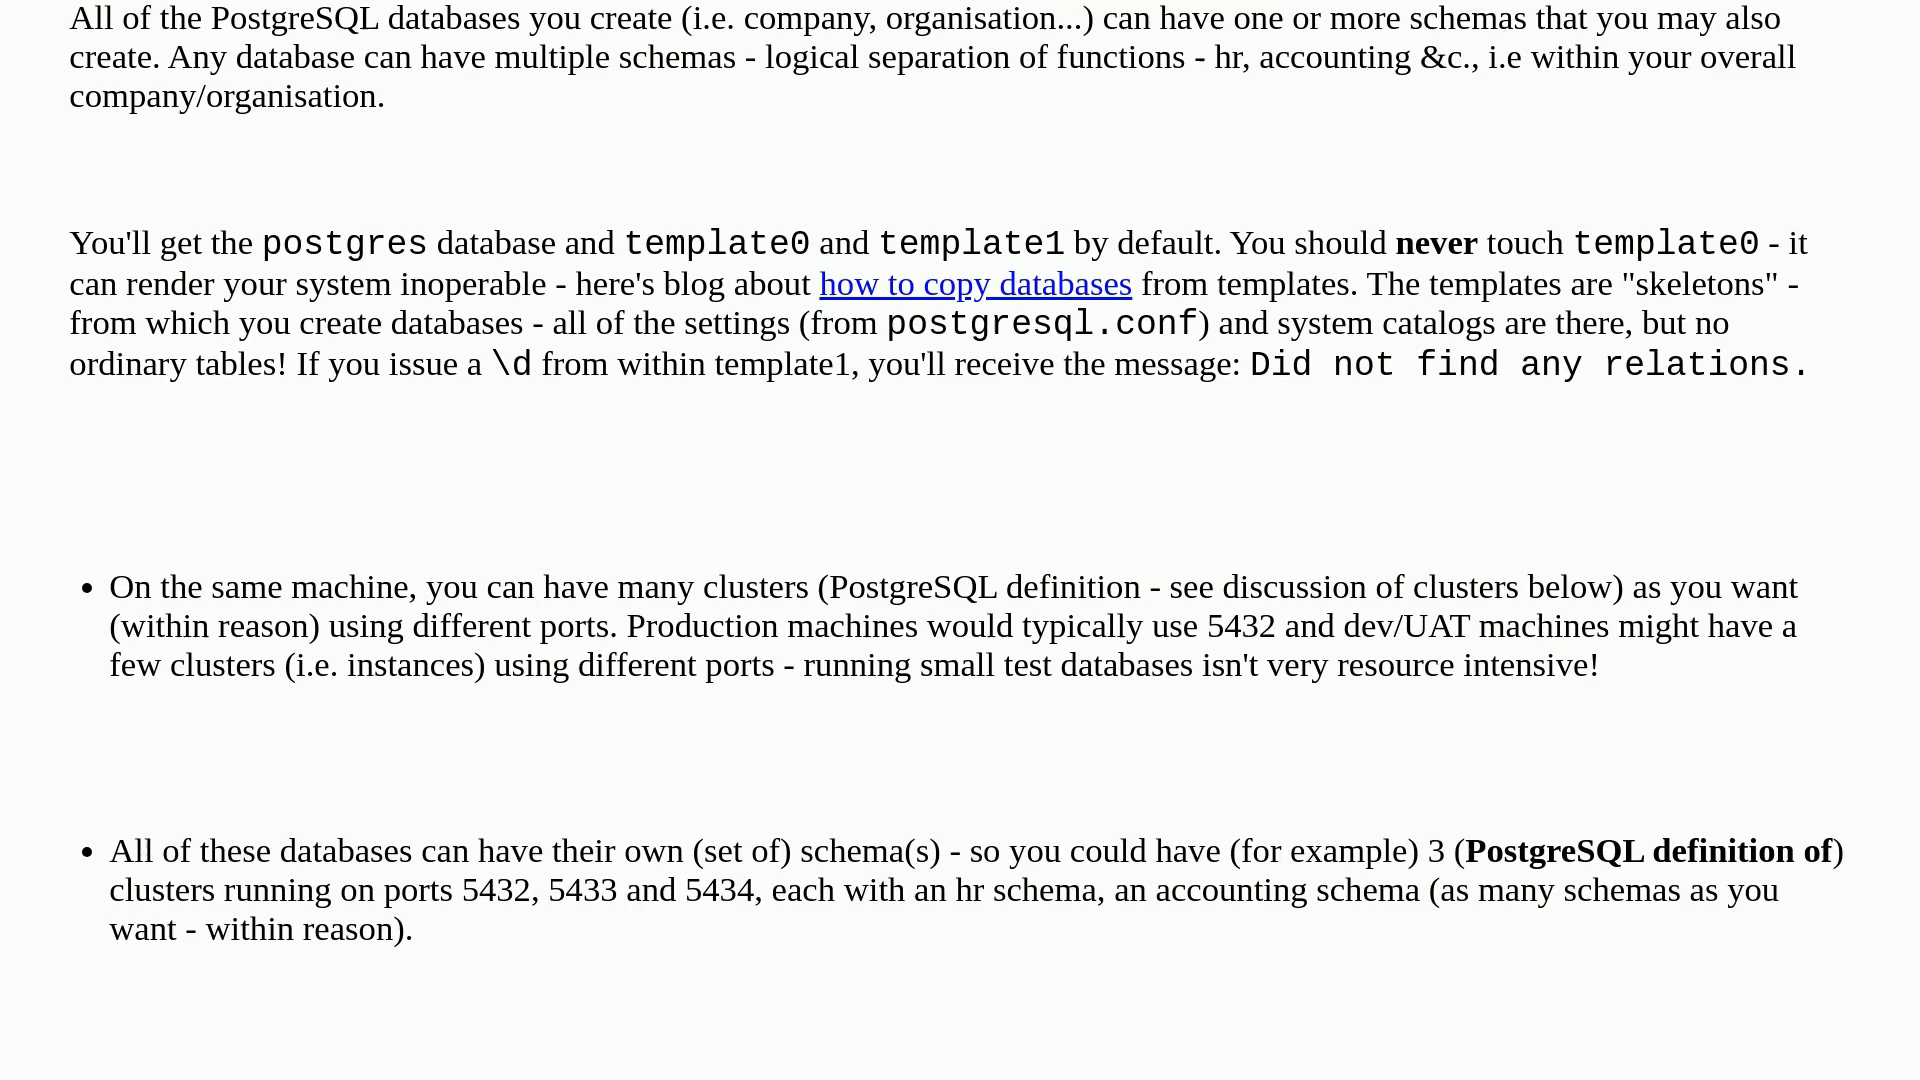 All of the PostgreSQL databases you create (i.e. company, organisation...) can have one or more schemas that you may also
create. Any database can have multiple schemas - logical separation of functions - hr, accounting &c., i.e within your overall
company/organisation.
You'll get the postgres database and template0 and template1 by default. You should never touch template0 - it
can render your system inoperable - here's blog about how to copy databases from templates. The templates are "skeletons" -
from which you create databases - all of the settings (from postgresql.conf) and system catalogs are there, but no
ordinary tables! If you issue a \d from within template1, you'll receive the message: Did not find any relations.
• On the same machine, you can have many clusters (PostgreSQL definition - see discussion of clusters below) as you want
(within reason) using different ports. Production machines would typically use 5432 and dev/UAT machines might have a
few clusters (i.e. instances) using different ports - running small test databases isn't very resource intensive!
• All of these databases can have their own (set of) schema(s) - so you could have (for example) 3 (PostgreSQL definition of)
clusters running on ports 5432, 5433 and 5434, each with an hr schema, an accounting schema (as many schemas as you
want - within reason).